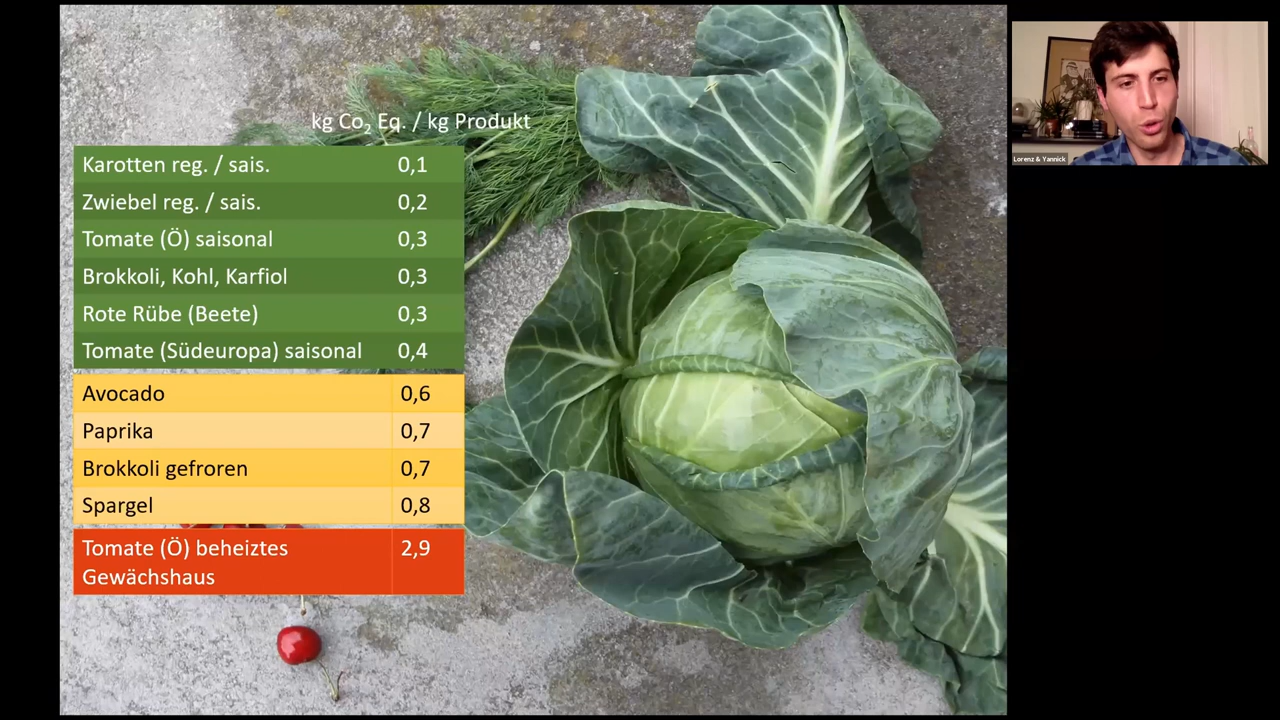 kg Co₂ Eq. / kg Produkt
Karotten reg. / sais. 0,1
Zwiebel reg. / sais. 0,2
Tomate (Ö) saisonal 0,3
Brokkoli, Kohl, Karfiol 0,3
Rote Rübe (Beete) 0,3
Tomate (Südeuropa) saisonal 0,4
Avocado 0,6
Paprika 0,7
Brokkoli gefroren 0,7
Spargel 0,8
Tomate (Ö) beheiztes 2,9
Gewächshaus
Lorenz & Yannick